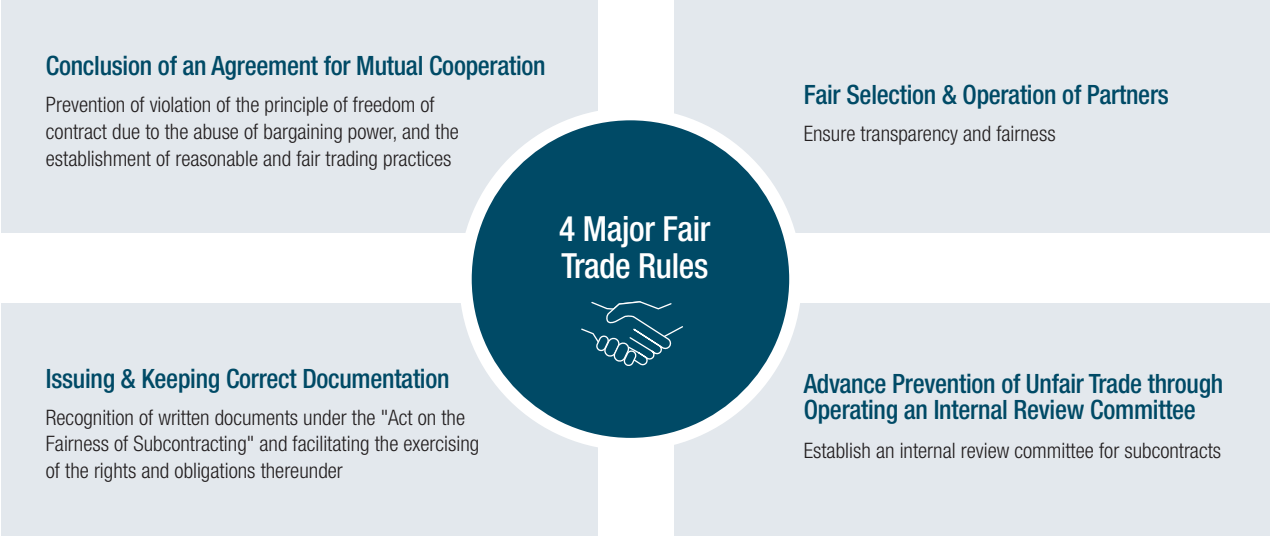 Conclusion of an Agreement for Mutual Cooperation
Prevention of violation of the principle of freedom of
contract due to the abuse of bargaining power, and the
establishment of reasonable and fair trading practices
Fair Selection & Operation of Partners
Ensure transparency and fairness
4 Major Fair
Trade Rules
Issuing & Keeping Correct Documentation
Recognition of written documents under the "Act on the
Fairness of Subcontracting" and facilitating the exercising
of the rights and obligations thereunder
Advance Prevention of Unfair Trade through
Operating an Internal Review Committee
Establish an internal review committee for subcontracts